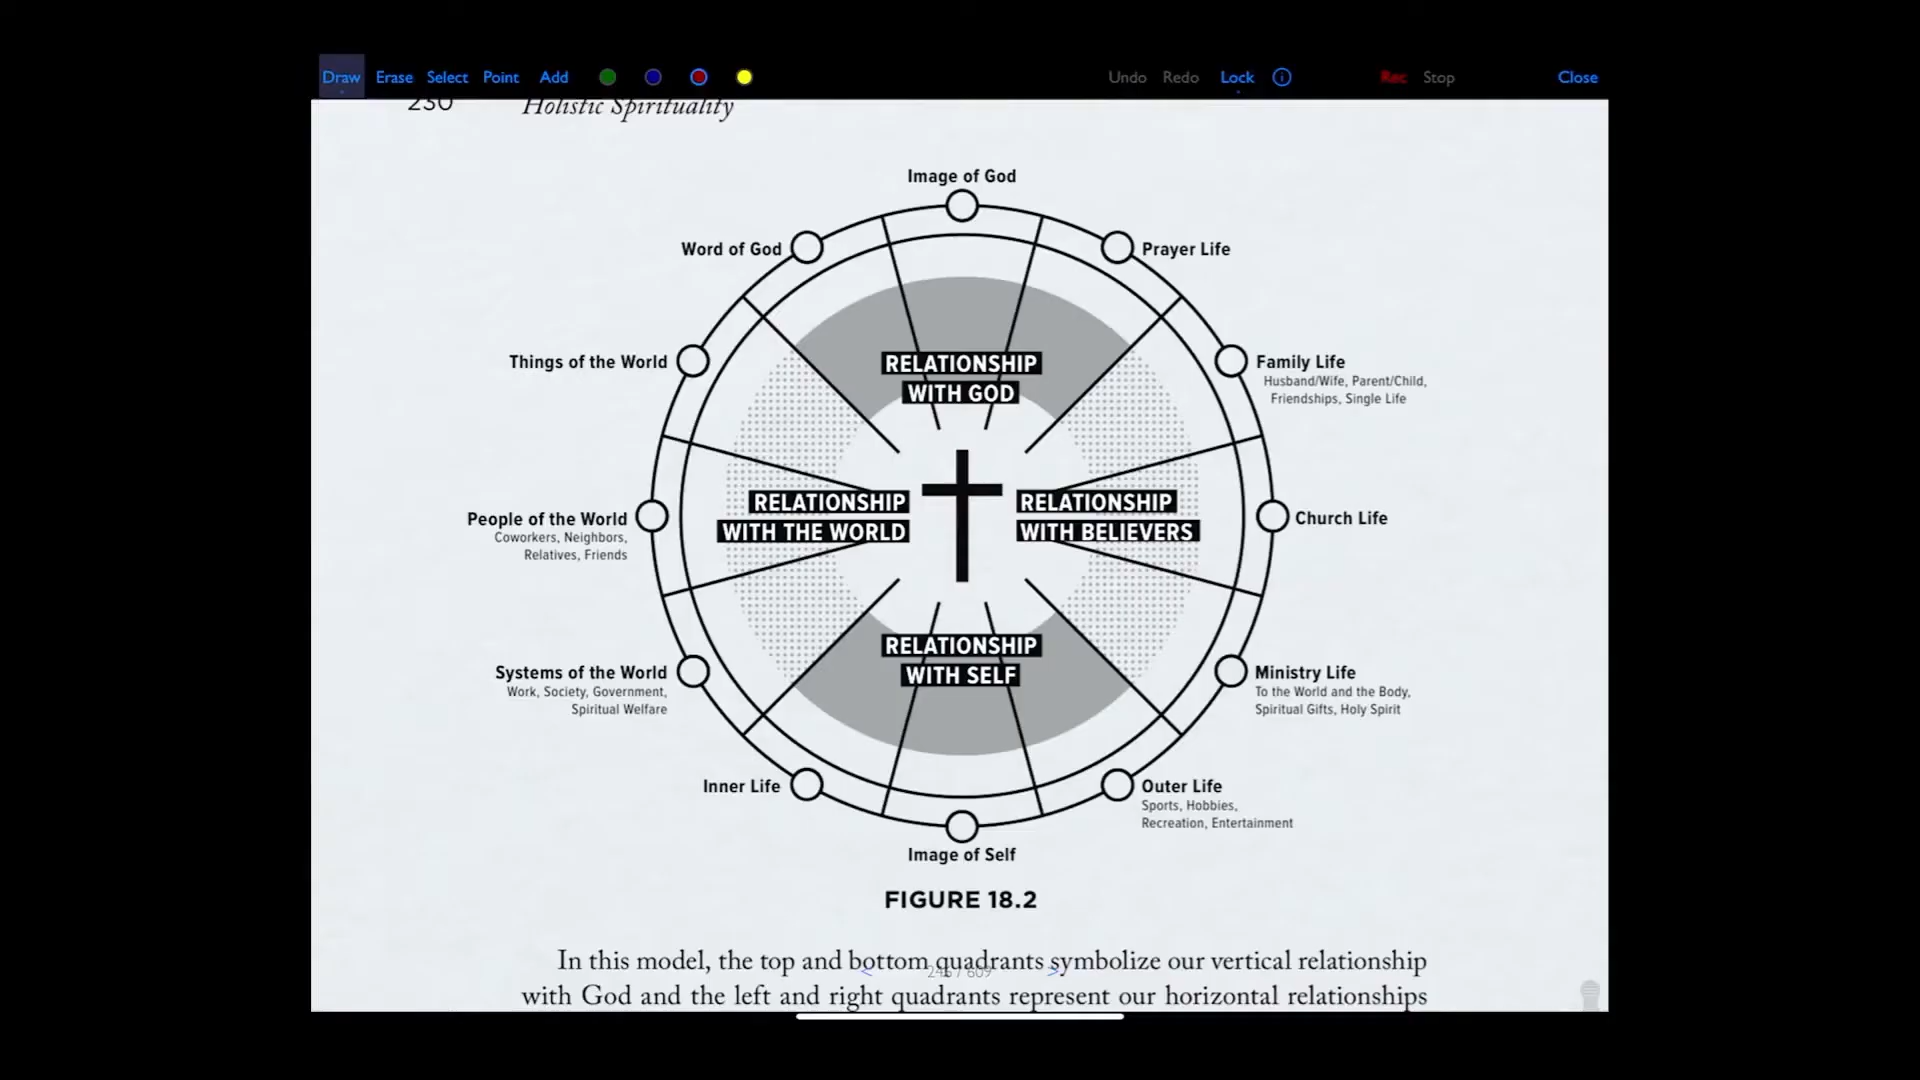 Draw Erase Select Point Add Undo Redo Lock Rec Stop Close
230 Holistic Spirituality
Image of God
Word of God
Prayer Life
Things of the World
Family Life
Husband/Wife, Parent/Child,
Friendships, Single Life
RELATIONSHIP
WITH GOD
People of the World
Coworkers, Neighbors,
Relatives, Friends
RELATIONSHIP
WITH THE WORLD
RELATIONSHIP
WITH BELIEVERS
Church Life
RELATIONSHIP
WITH SELF
Systems of the World
Work, Society, Government,
Spiritual Welfare
Ministry Life
To the World and the Body,
Spiritual Gifts, Holy Spirit
Inner Life
Outer Life
Sports, Hobbies,
Recreation, Entertainment
Image of Self
FIGURE 18.2
In this model, the top and bottom quadrants symbolize our vertical relationship
with God and the left and right quadrants represent our horizontal relationships